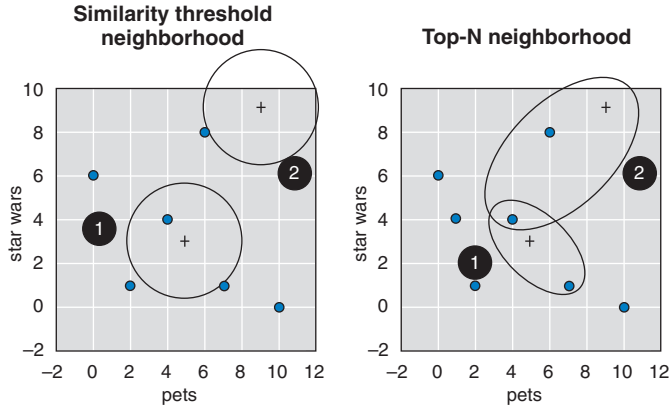 Similarity threshold
neighborhood
10
8
6
4
2
0
–2
star wars
1
2
–2 0 2 4 6 8 10 12
pets
Top-N neighborhood
10
8
6
4
2
0
–2
star wars
2
1
–2 0 2 4 6 8 10 12
pets